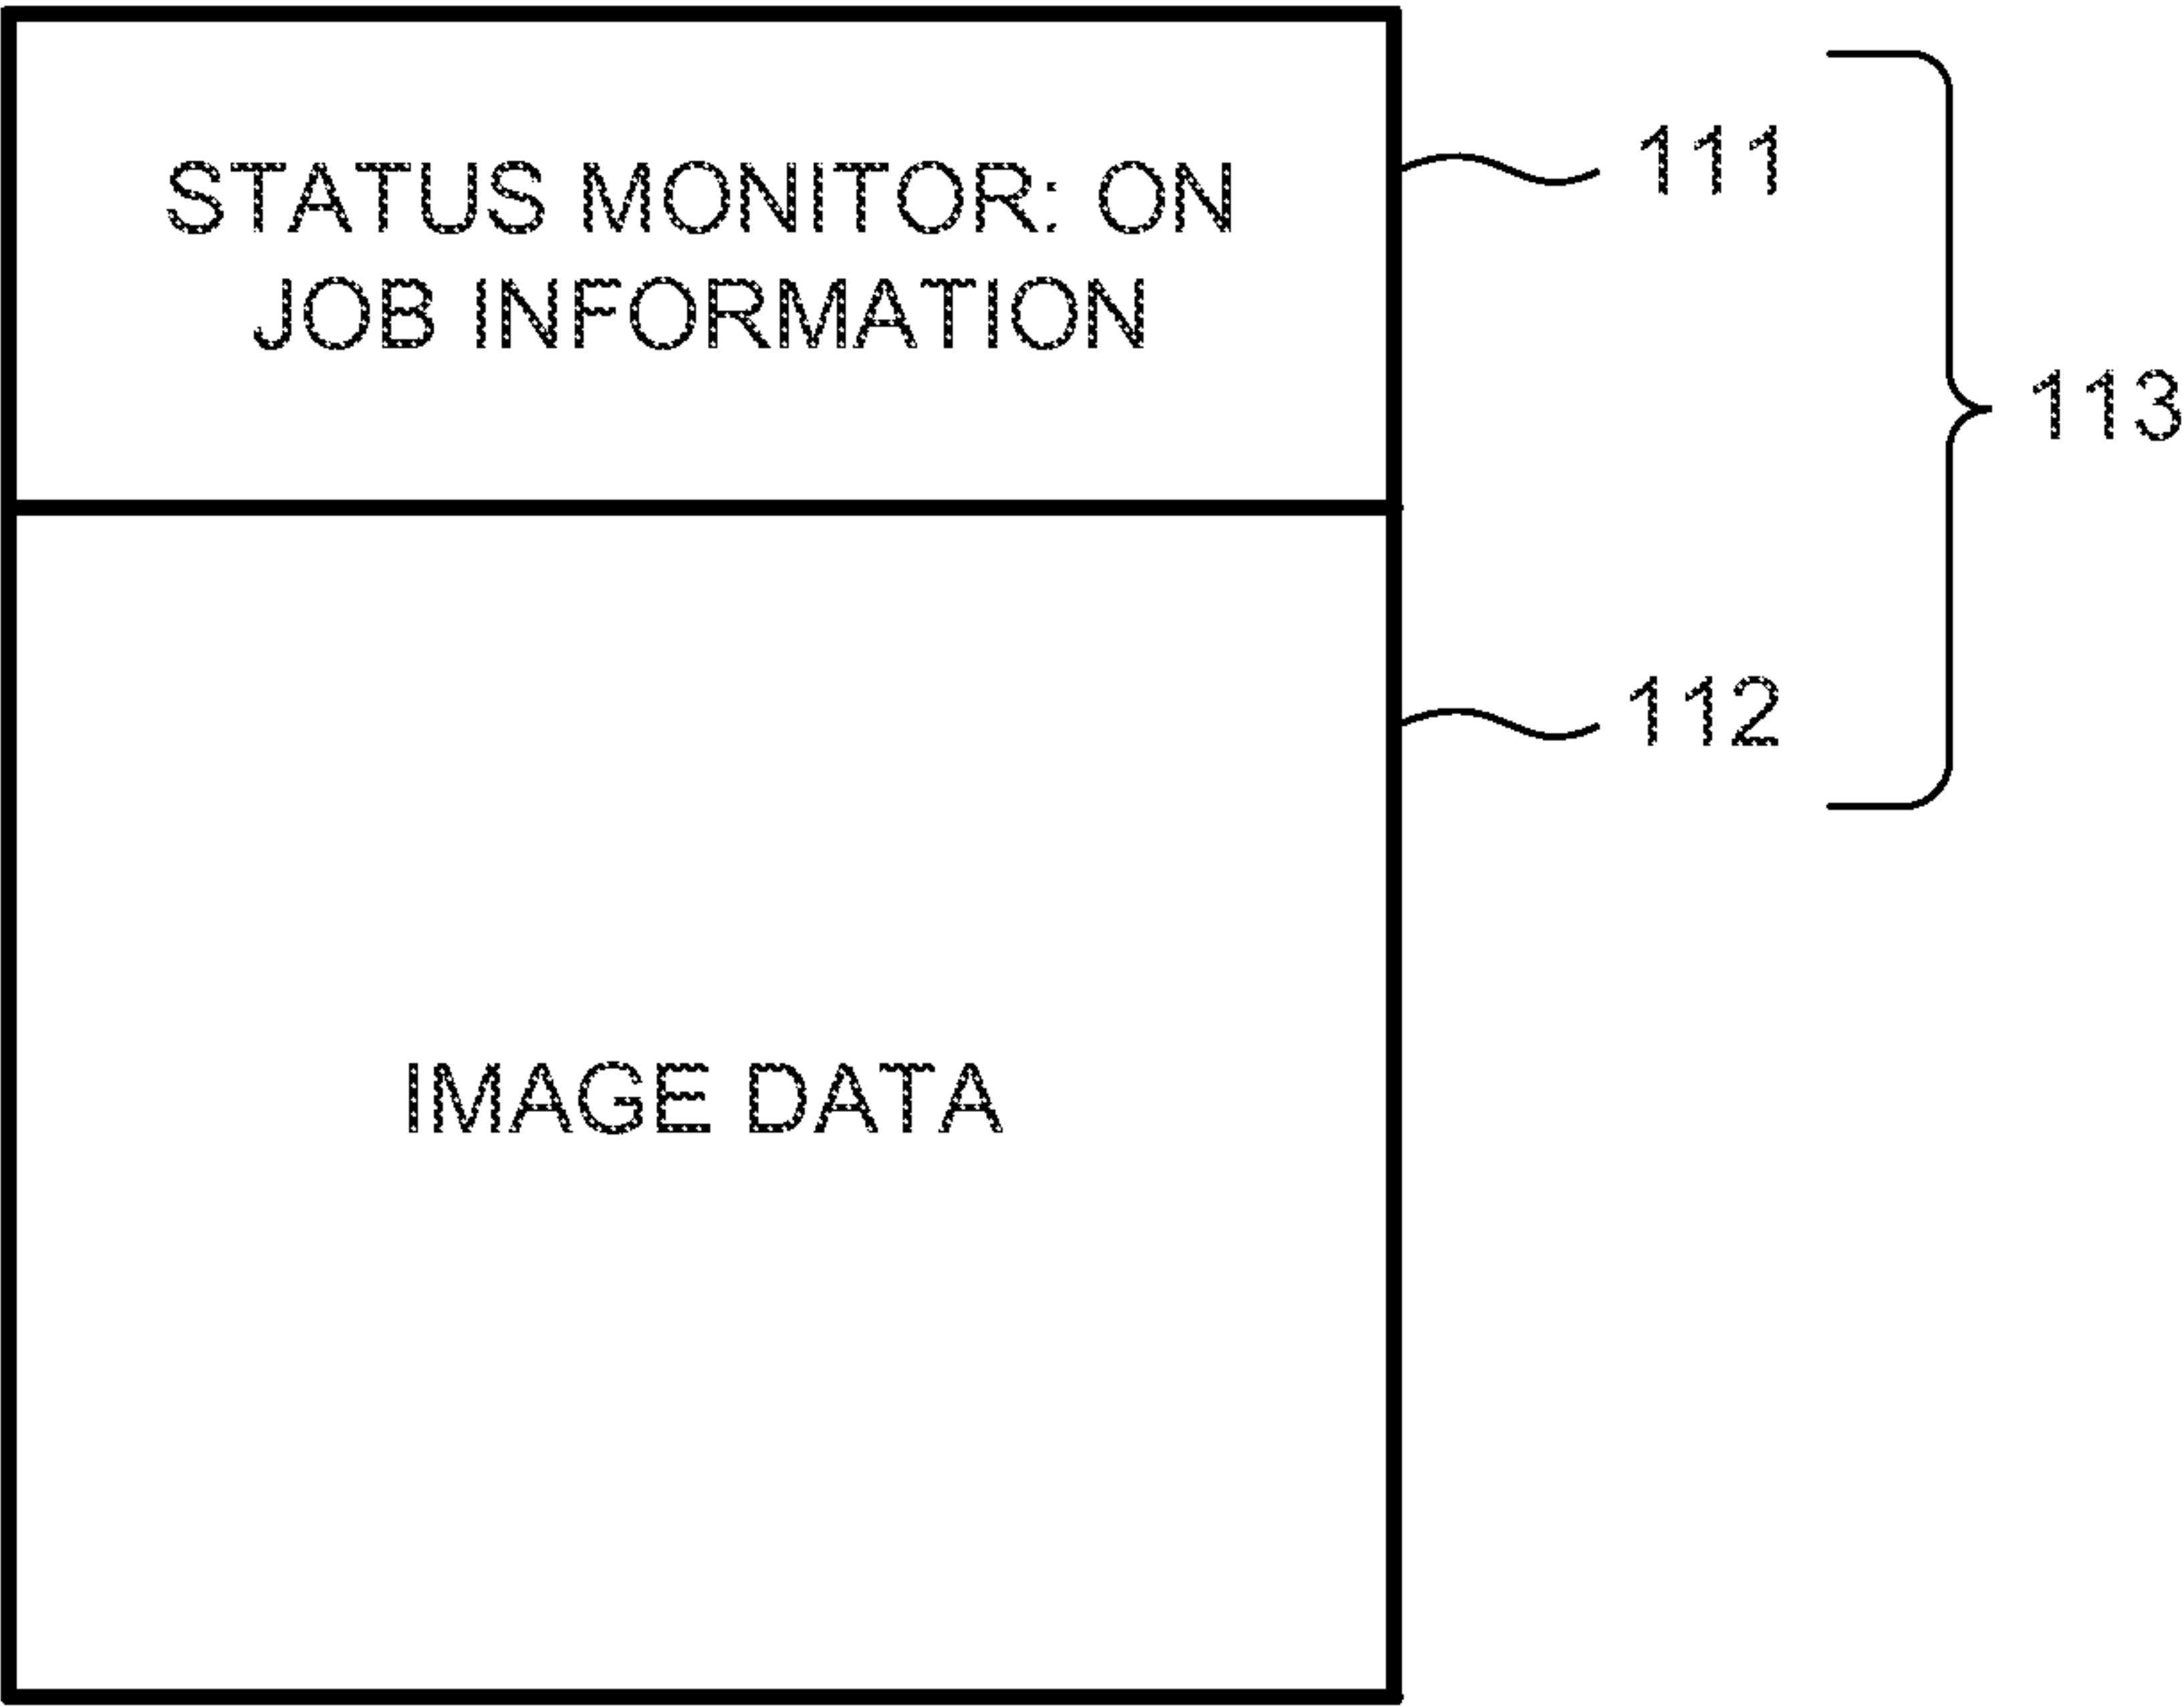 STATUS MONITOR: ON
JOB INFORMATION
111
113
112
IMAGE DATA